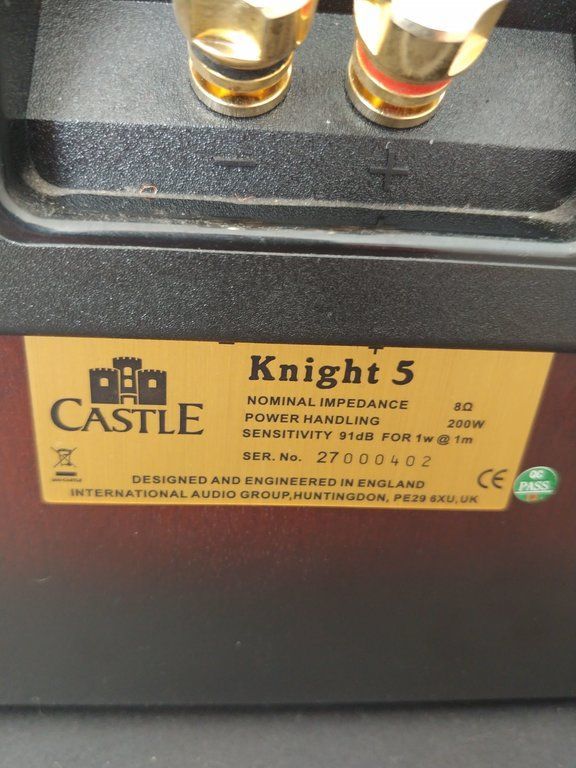 − +
Knight 5
CASTLE
NOMINAL IMPEDANCE 8Ω
POWER HANDLING 200W
SENSITIVITY 91dB FOR 1w @ 1m
SER. No. 27000402
DESIGNED AND ENGINEERED IN ENGLAND
INTERNATIONAL AUDIO GROUP,HUNTINGDON, PE29 6XU,UK
CE
QC
PASS